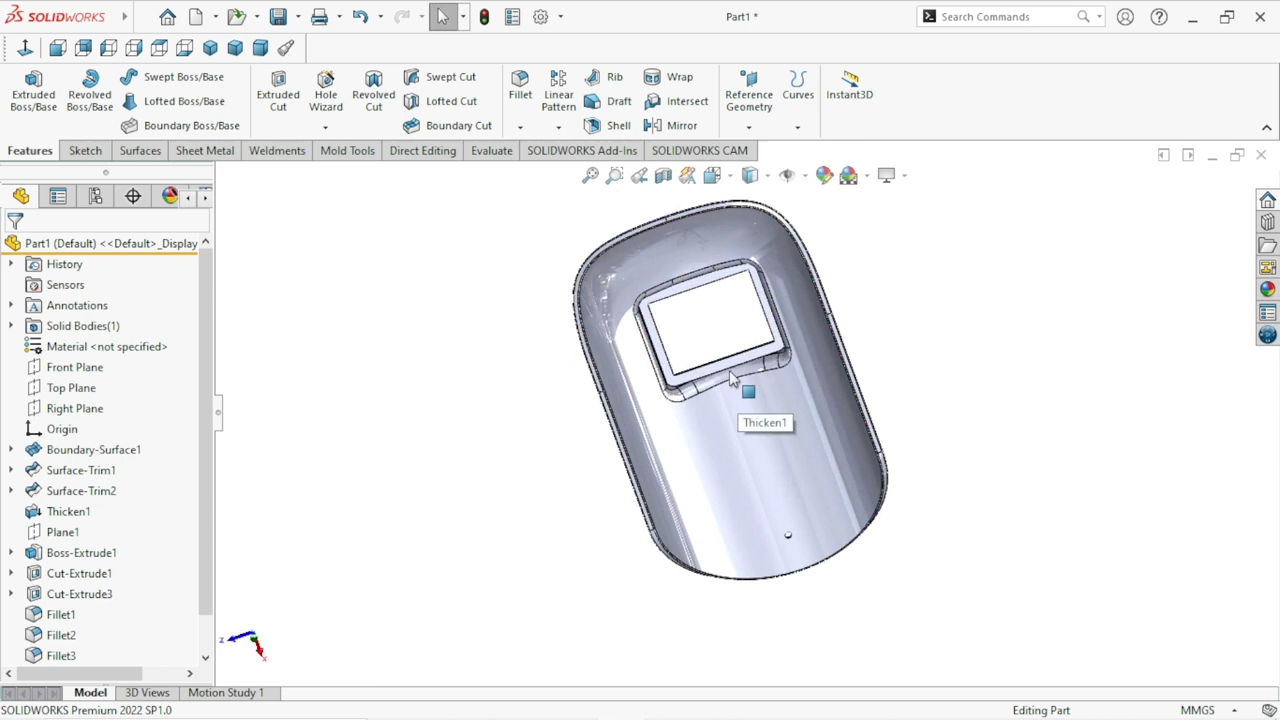 SOLIDWORKS
Part1 *
Search Commands
Extruded Boss/Base
Revolved Boss/Base
Swept Boss/Base
Lofted Boss/Base
Boundary Boss/Base
Extruded Cut
Hole Wizard
Revolved Cut
Swept Cut
Lofted Cut
Boundary Cut
Fillet
Linear Pattern
Rib
Draft
Shell
Wrap
Intersect
Mirror
Reference Geometry
Curves
Instant3D
Features
Sketch
Surfaces
Sheet Metal
Weldments
Mold Tools
Direct Editing
Evaluate
SOLIDWORKS Add-Ins
SOLIDWORKS CAM
Part1 (Default) <<Default>_Display
History
Sensors
Annotations
Solid Bodies(1)
Material <not specified>
Front Plane
Top Plane
Right Plane
Origin
Boundary-Surface1
Surface-Trim1
Surface-Trim2
Thicken1
Plane1
Boss-Extrude1
Cut-Extrude1
Cut-Extrude3
Fillet1
Fillet2
Fillet3
Thicken1
z
x
Model
3D Views
Motion Study 1
SOLIDWORKS Premium 2022 SP1.0
Editing Part
MMGS